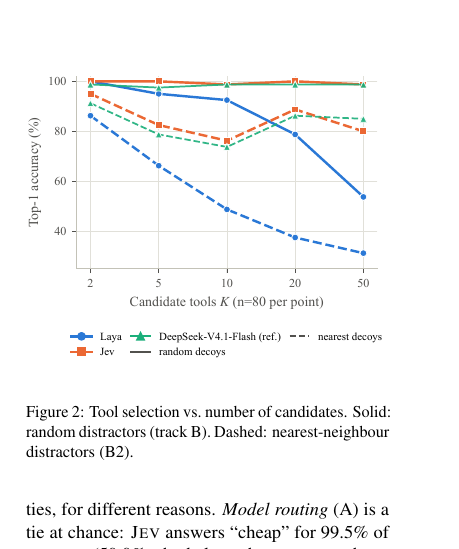 100
80
60
40
Top-1 accuracy (%)
2 5 10 20 50
Candidate tools K (n=80 per point)
Laya DeepSeek-V4.1-Flash (ref.) nearest decoys
Jev random decoys
Figure 2: Tool selection vs. number of candidates. Solid:
random distractors (track B). Dashed: nearest-neighbour
distractors (B2).
ties, for different reasons. Model routing (A) is a
tie at chance: JEV answers “cheap” for 99.5% of